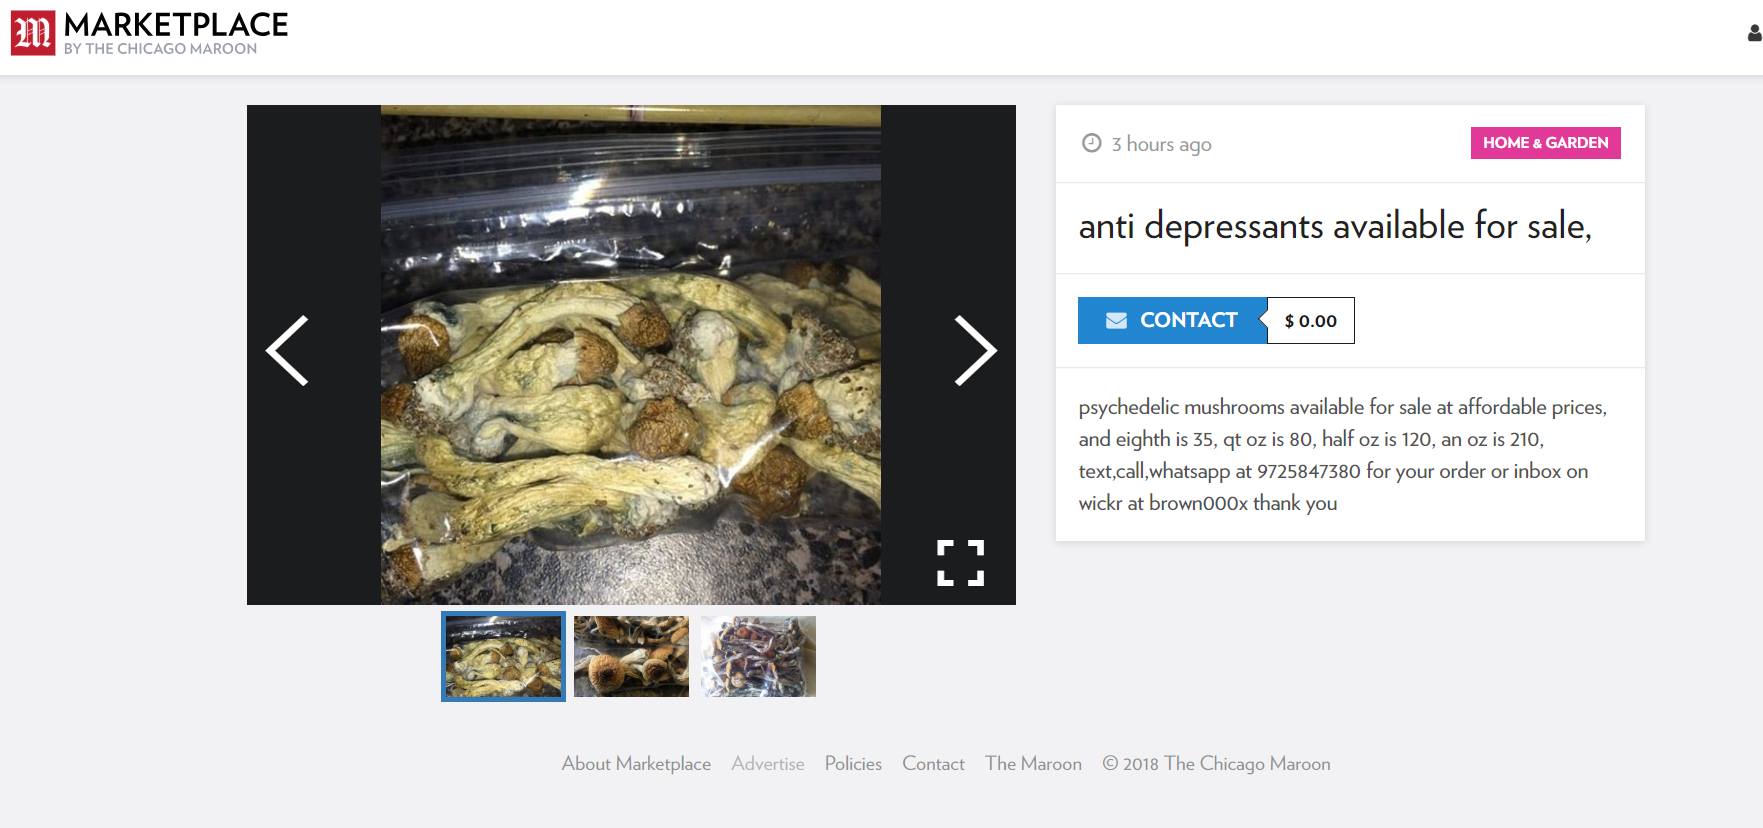 MARKETPLACE
BY THE CHICAGO MAROON
3 hours ago
HOME & GARDEN
anti depressants available for sale,
CONTACT
$ 0.00
psychedelic mushrooms available for sale at affordable prices,
and eighth is 35, qt oz is 80, half oz is 120, an oz is 210,
text,call,whatsapp at 9725847380 for your order or inbox on
wickr at brown000x thank you
About Marketplace Advertise Policies Contact The Maroon © 2018 The Chicago Maroon